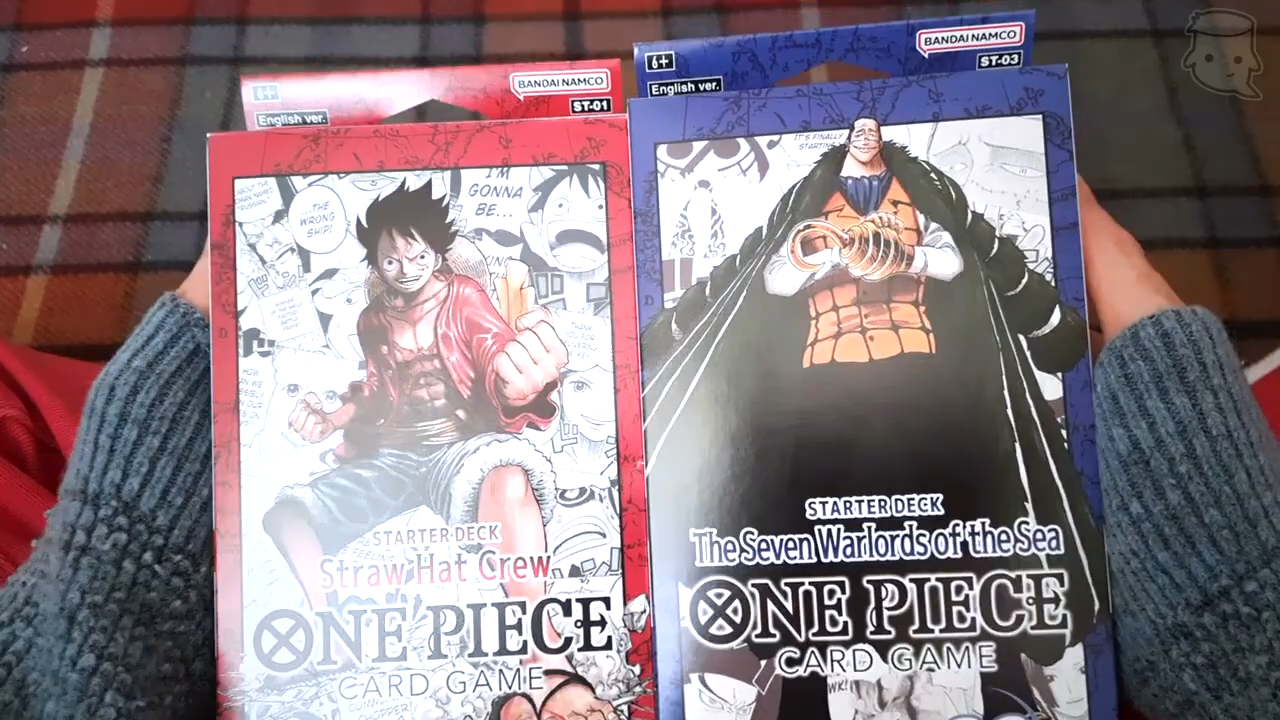 6+
BANDAI NAMCO
ST-01
English ver.
...THE
WRONG
SHIP!
I'M
GONNA
BE...
STARTER DECK
Straw Hat Crew
ONE PIECE
CARD GAME
CHOPPER!
6+
BANDAI NAMCO
ST-03
English ver.
IT'S FINALLY
STARTING
STARTER DECK
The Seven Warlords of the Sea
ONE PIECE
CARD GAME